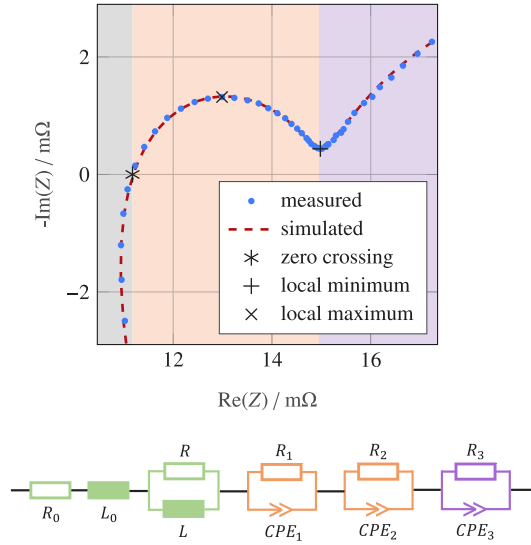 2
0
−2
-Im(Z) / mΩ
measured
simulated
zero crossing
local minimum
local maximum
12 14 16
Re(Z) / mΩ
R R₁ R₂ R₃
R₀ L₀ L CPE₁ CPE₂ CPE₃